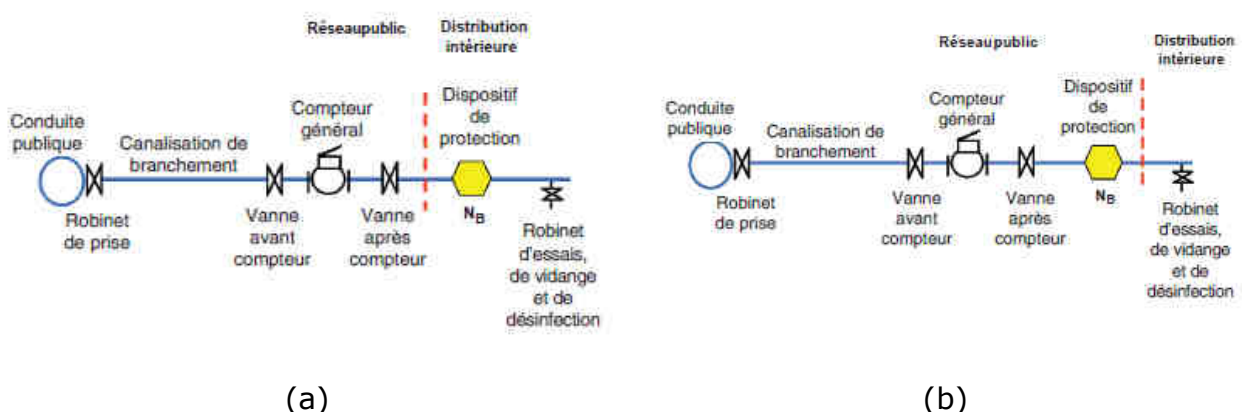 Réseaupublic
Distribution
intérieure
Conduite
publique
Canalisation de
branchement
Compteur
général
Dispositif
de
protection
Robinet
de prise
Vanne
avant
compteur
Vanne
après
compteur
NB
Robinet
d'essais,
de vidange
et de
désinfection
(a)
Réseaupublic
Distribution
intérieure
Conduite
publique
Canalisation de
branchement
Compteur
général
Dispositif
de
protection
Robinet
de prise
Vanne
avant
compteur
Vanne
après
compteur
NB
Robinet
d'essais,
de vidange
et de
désinfection
(b)